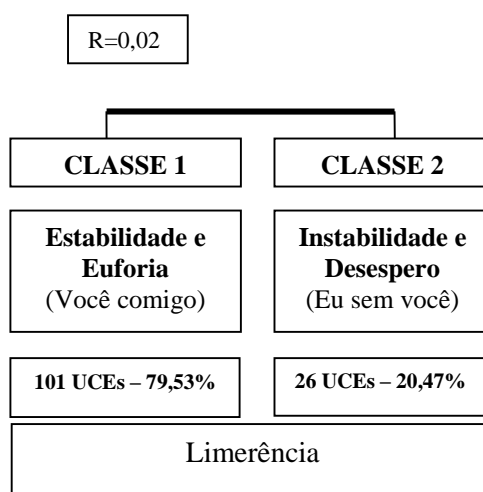 R=0,02
CLASSE 1
CLASSE 2
Estabilidade e
Euforia
(Você comigo)
Instabilidade e
Desespero
(Eu sem você)
101 UCEs – 79,53%
26 UCEs – 20,47%
Limerência